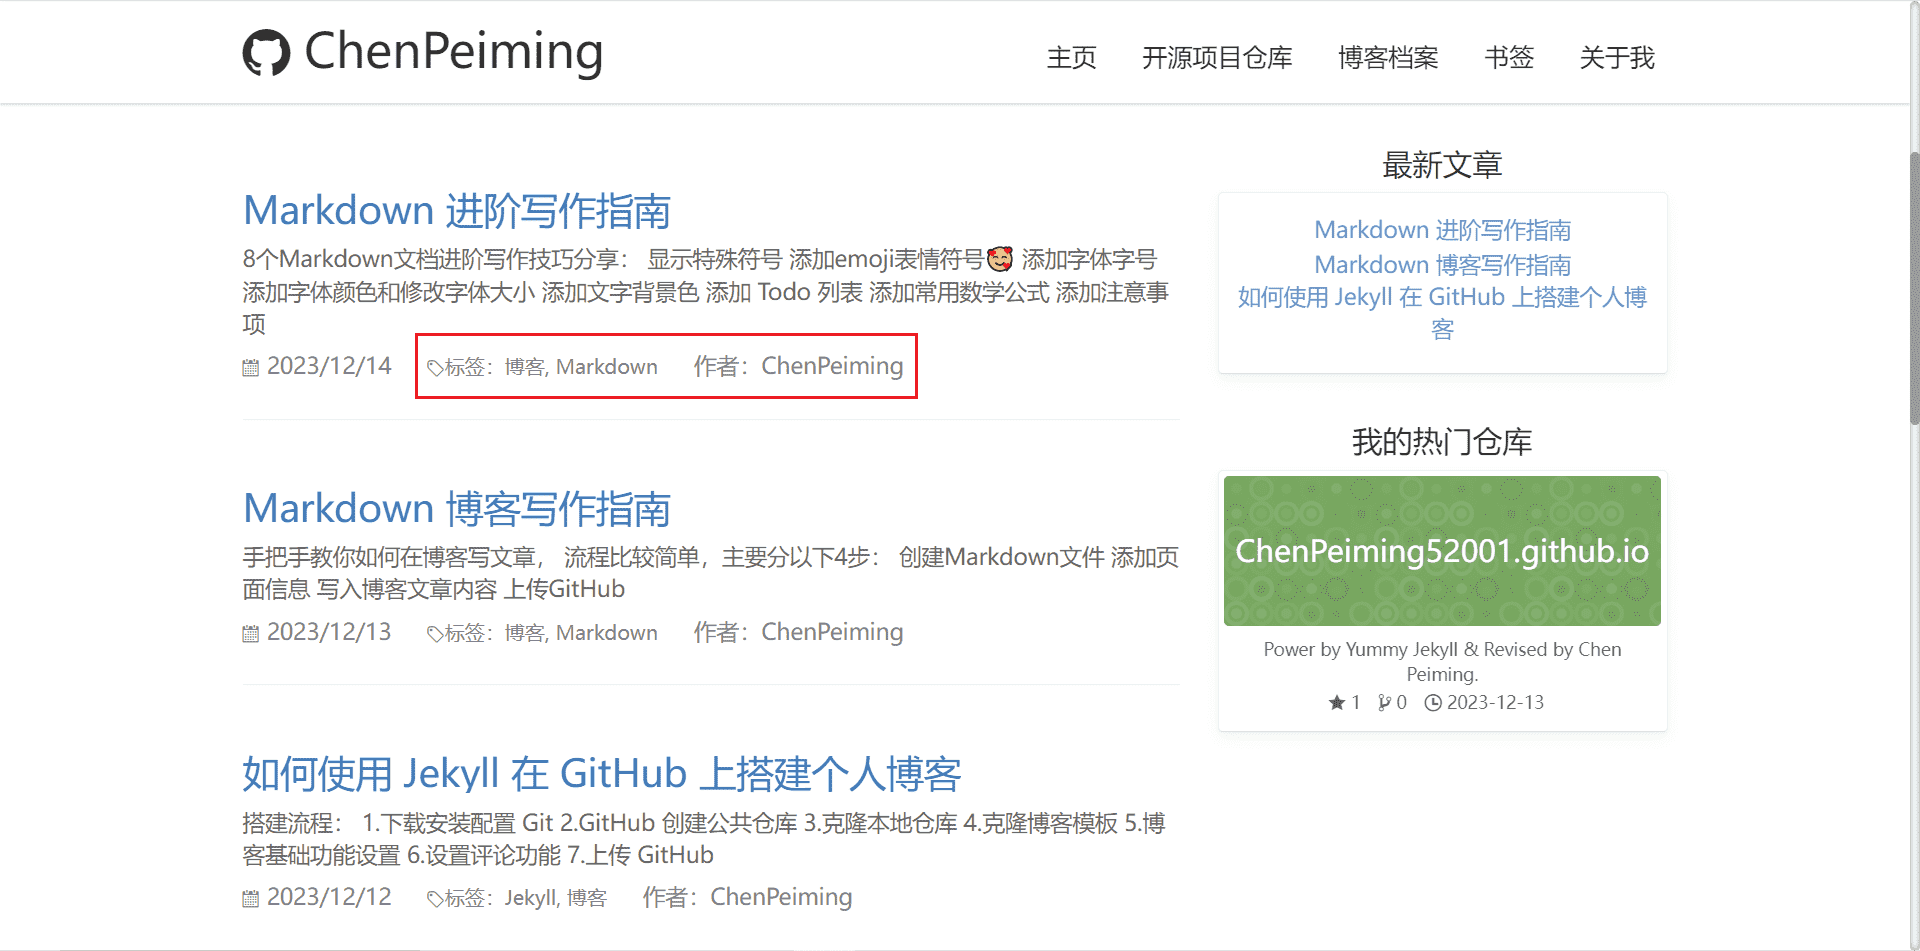 ChenPeiming
主页 开源项目仓库 博客档案 书签 关于我
Markdown 进阶写作指南
8个Markdown文档进阶写作技巧分享： 显示特殊符号 添加emoji表情符号🥰 添加字体字号
添加字体颜色和修改字体大小 添加文字背景色 添加 Todo 列表 添加常用数学公式 添加注意事
项
2023/12/14 标签：博客, Markdown 作者：ChenPeiming
Markdown 博客写作指南
手把手教你如何在博客写文章， 流程比较简单，主要分以下4步： 创建Markdown文件 添加页
面信息 写入博客文章内容 上传GitHub
2023/12/13 标签：博客, Markdown 作者：ChenPeiming
如何使用 Jekyll 在 GitHub 上搭建个人博客
搭建流程： 1.下载安装配置 Git 2.GitHub 创建公共仓库 3.克隆本地仓库 4.克隆博客模板 5.博
客基础功能设置 6.设置评论功能 7.上传 GitHub
2023/12/12 标签：Jekyll, 博客 作者：ChenPeiming
最新文章
Markdown 进阶写作指南
Markdown 博客写作指南
如何使用 Jekyll 在 GitHub 上搭建个人博
客
我的热门仓库
ChenPeiming52001.github.io
Power by Yummy Jekyll & Revised by Chen
Peiming.
1 0 2023-12-13